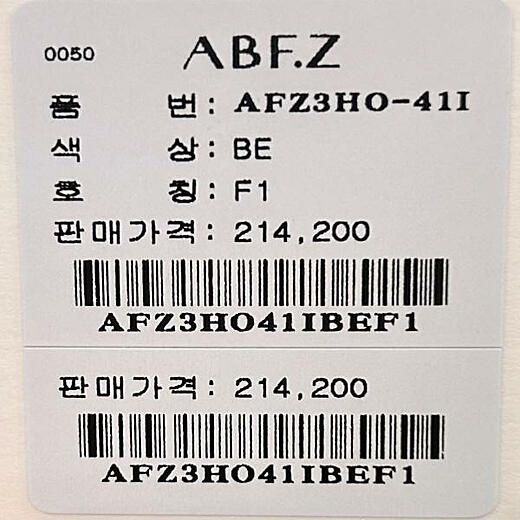 0050 ABF.Z
품 번: AFZ3HO-41I
색 상: BE
호 칭: F1
판매가격: 214,200
AFZ3HO41IBEF1
판매가격: 214,200
AFZ3HO41IBEF1